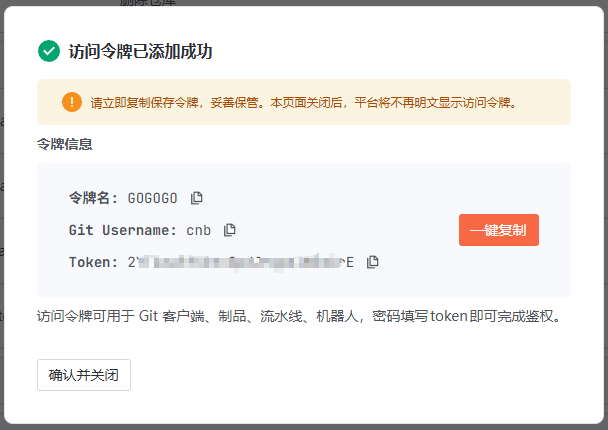 删除仓库
访问令牌已添加成功
请立即复制保存令牌，妥善保管。本页面关闭后，平台将不再明文显示访问令牌。
令牌信息
令牌名: GOGOGO
Git Username: cnb
一键复制
Token:
访问令牌可用于 Git 客户端、制品、流水线、机器人，密码填写token即可完成鉴权。
确认并关闭